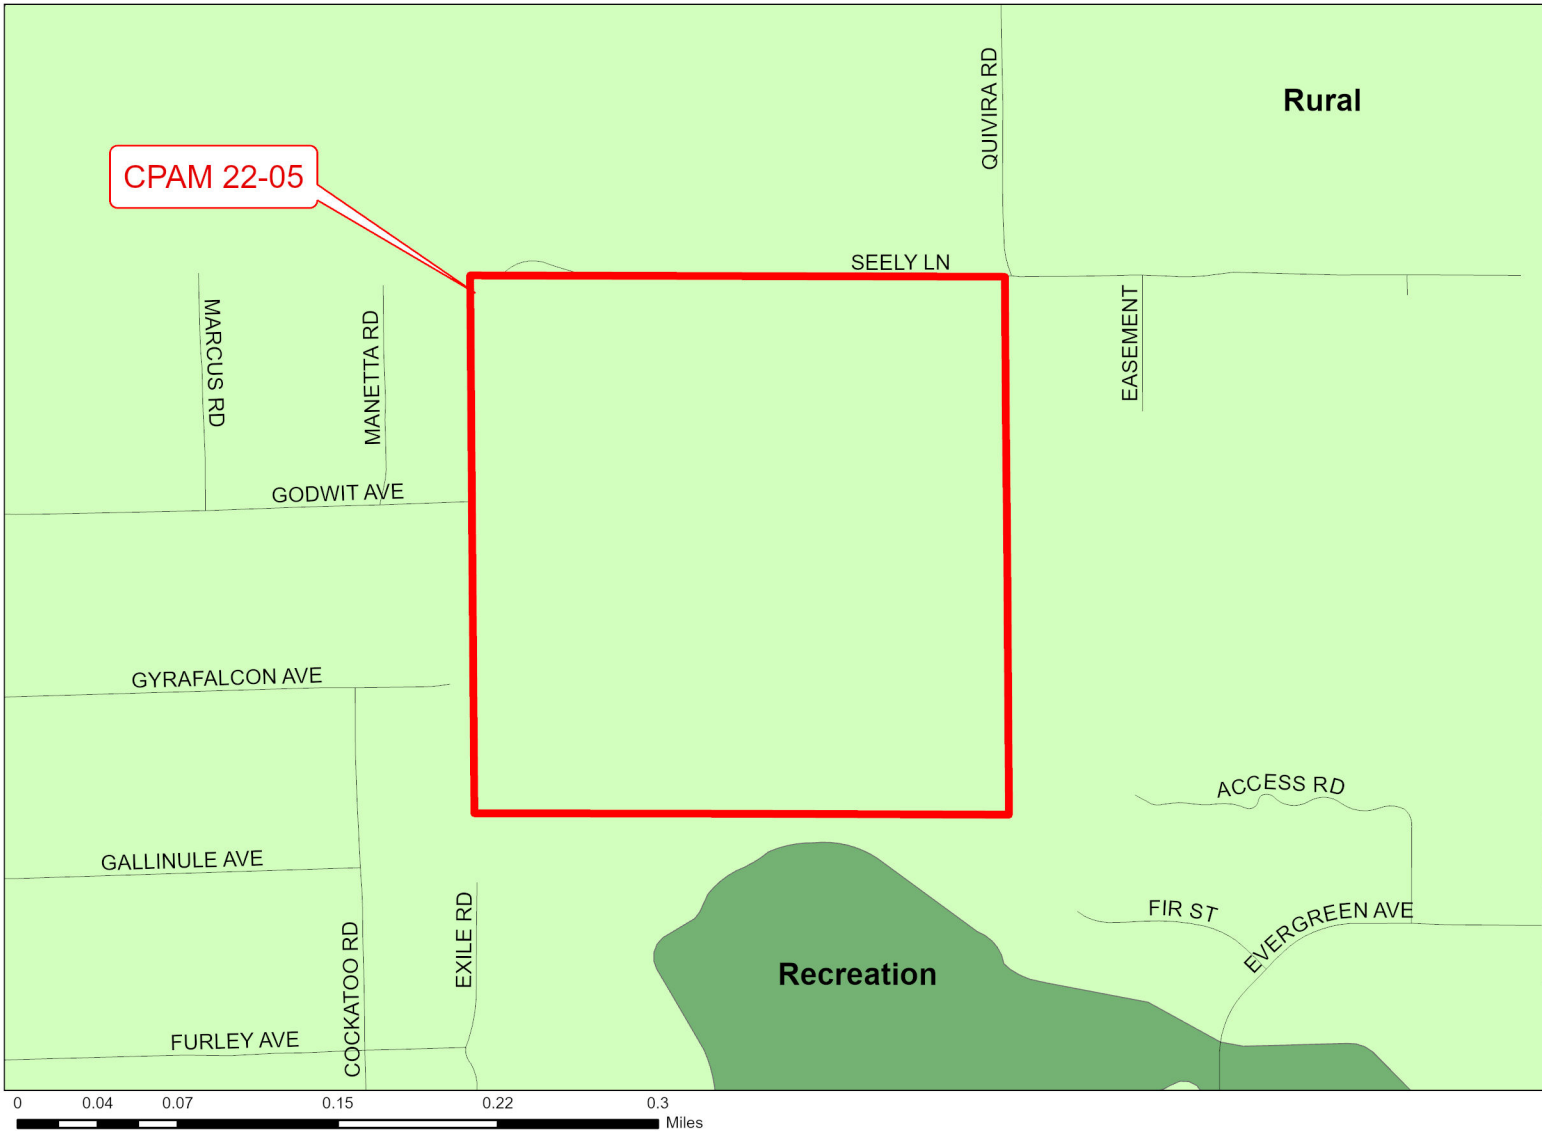 QUIVIRA RD
Rural
CPAM 22-05
SEELY LN
MARCUS RD
MANETTA RD
EASEMENT
GODWIT AVE
GYRAFALCON AVE
ACCESS RD
GALLINULE AVE
FIR ST
EVERGREEN AVE
EXILE RD
COCKATOO RD
Recreation
FURLEY AVE
0 0.04 0.07 0.15 0.22 0.3
Miles